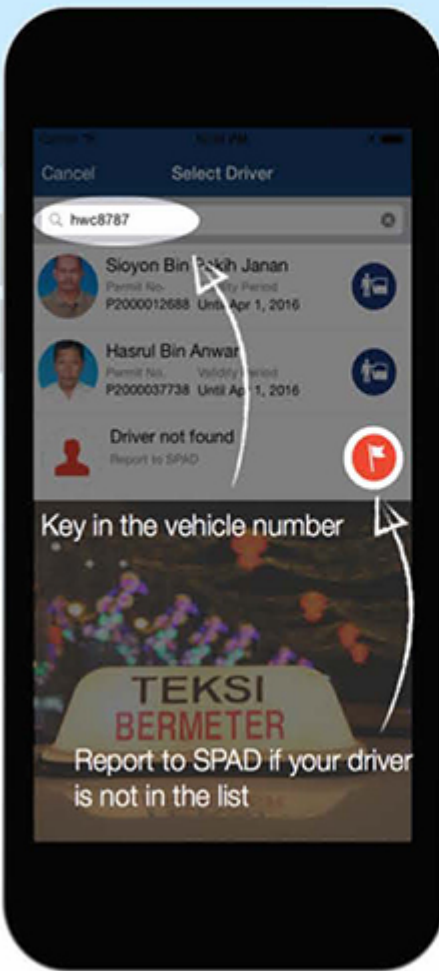 Cancel Select Driver
hwc8787
Sioyon Bin Pakih Janan
Permit No. Validity Period
P2000012688 Until Apr 1, 2016
Hasrul Bin Anwar
Permit No. Validity Period
P2000037738 Until Apr 1, 2016
Driver not found
Report to SPAD
Key in the vehicle number
TEKSI
BERMETER
Report to SPAD if your driver
is not in the list